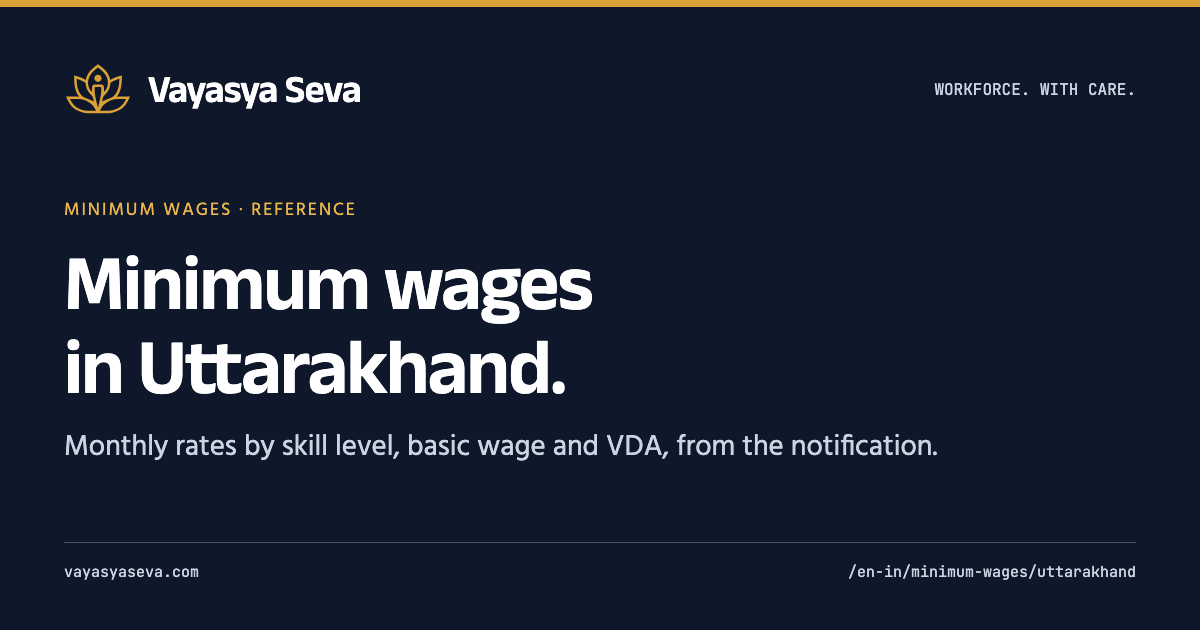 Vayasya Seva
WORKFORCE. WITH CARE.
MINIMUM WAGES · REFERENCE
Minimum wages
in Uttarakhand.
Monthly rates by skill level, basic wage and VDA, from the notification.
vayasyaseva.com
/en-in/minimum-wages/uttarakhand